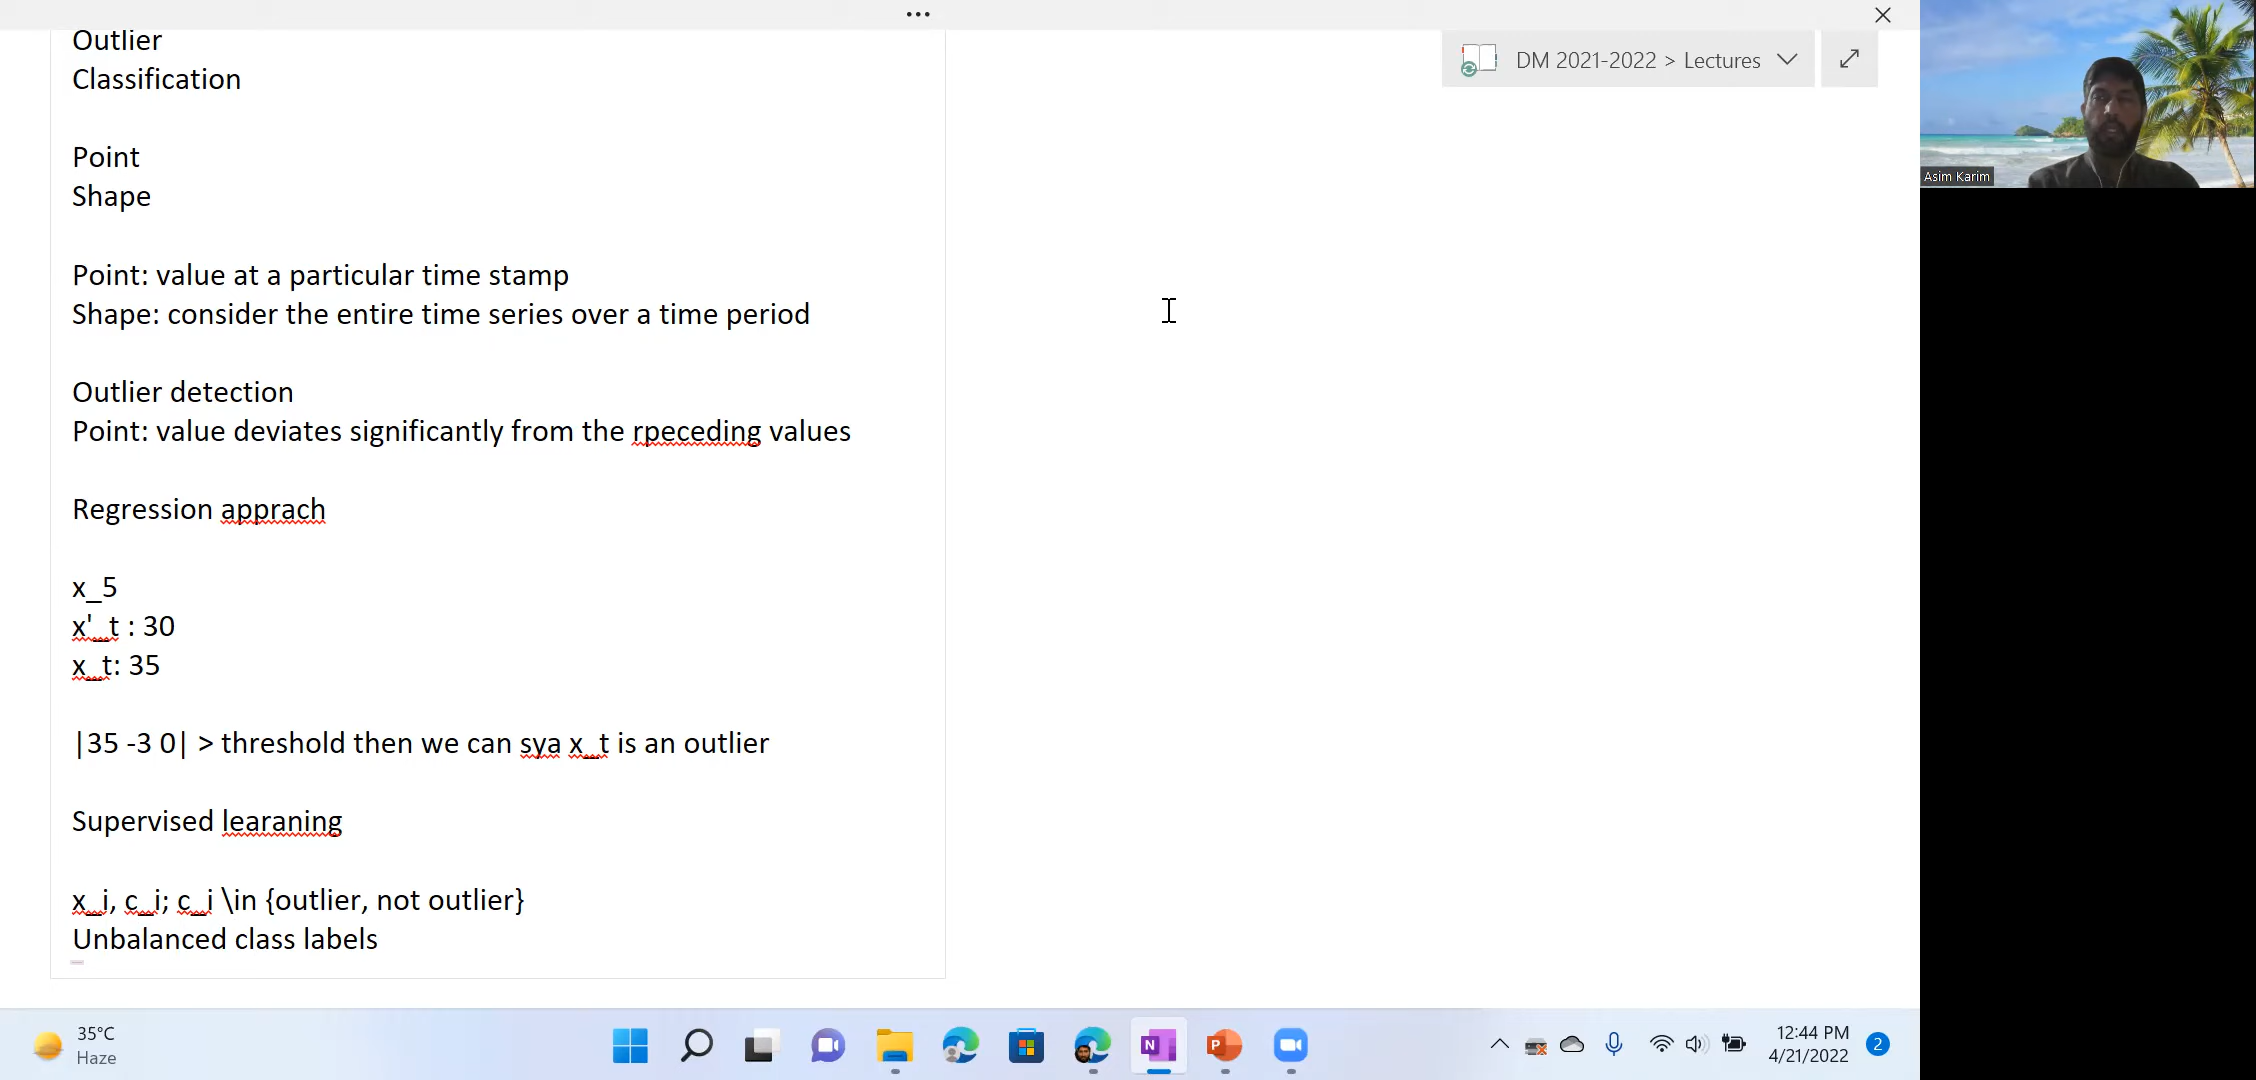 Outlier
Classification
Point
Shape
Point: value at a particular time stamp
Shape: consider the entire time series over a time period
Outlier detection
Point: value deviates significantly from the rpeceding values
Regression apprach
x_5
x'_t : 30
x_t: 35
|35 -3 0| > threshold then we can sya x_t is an outlier
Supervised learaning
x_i, c_i; c_i \in {outlier, not outlier}
Unbalanced class labels
DM 2021-2022 > Lectures
Asim Karim
35°C
Haze
N
P
12:44 PM
4/21/2022
2